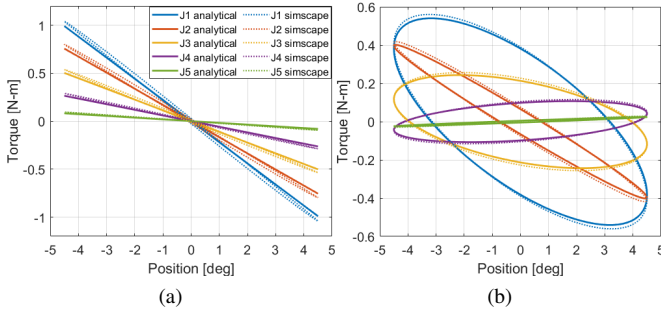 J1 analytical J1 simscape
J2 analytical J2 simscape
J3 analytical J3 simscape
J4 analytical J4 simscape
J5 analytical J5 simscape
Torque [N-m]
1
0.5
0
-0.5
-1
-4.5 -3 -2 -1 0 1 2 3 4.5
Position [deg]
(a)
Torque [N-m]
0.6
0.4
0.2
0
-0.2
-0.4
-0.6
-5 -4 -3 -2 -1 0 1 2 3 4 5
Position [deg]
(b)